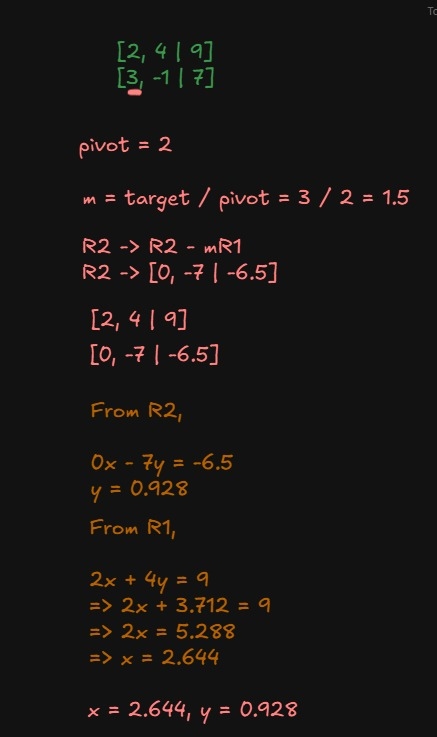 To
[2, 4 | 9]
[3, -1 | 7]
pivot = 2
m = target / pivot = 3 / 2 = 1.5
R2 -> R2 - mR1
R2 -> [0, -7 | -6.5]
[2, 4 | 9]
[0, -7 | -6.5]
From R2,
0x - 7y = -6.5
y = 0.928
From R1,
2x + 4y = 9
=> 2x + 3.712 = 9
=> 2x = 5.288
=> x = 2.644
x = 2.644, y = 0.928